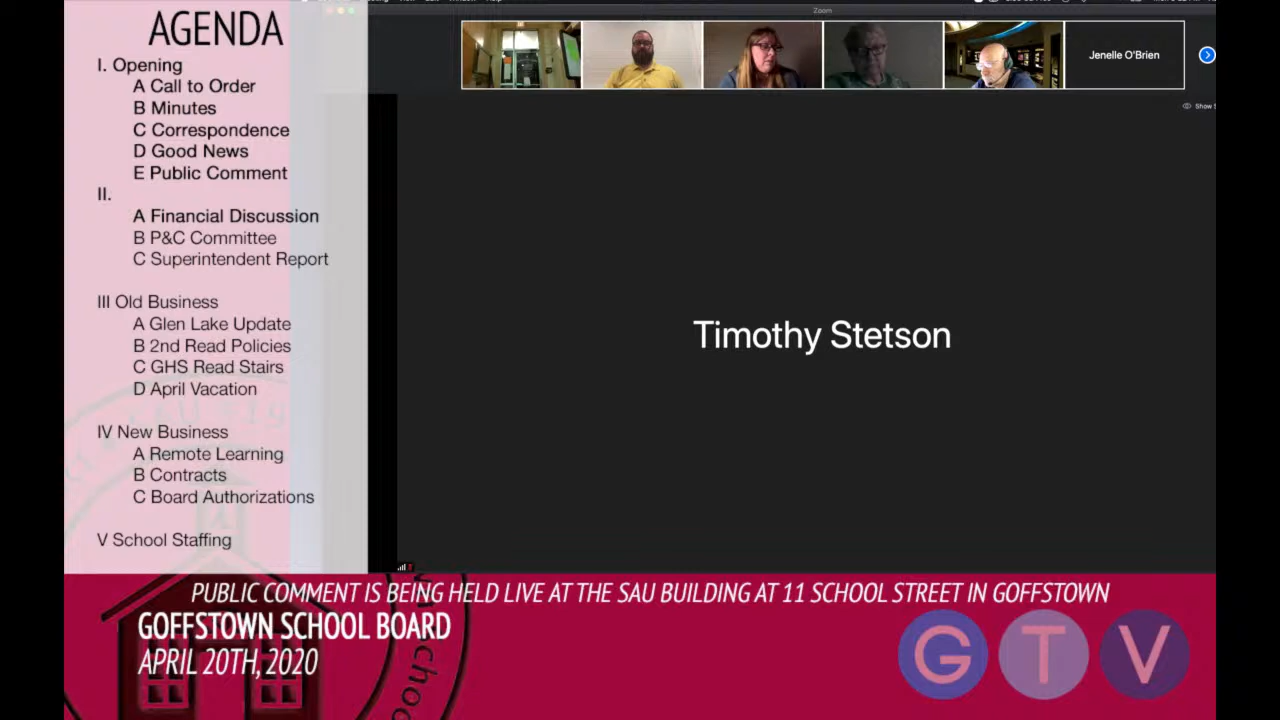 AGENDA
I. Opening
A Call to Order
B Minutes
C Correspondence
D Good News
E Public Comment
II.
A Financial Discussion
B P&C Committee
C Superintendent Report
III Old Business
A Glen Lake Update
B 2nd Read Policies
C GHS Read Stairs
D April Vacation
IV New Business
A Remote Learning
B Contracts
C Board Authorizations
V School Staffing
Zoom
Jenelle O'Brien
Show S
Timothy Stetson
PUBLIC COMMENT IS BEING HELD LIVE AT THE SAU BUILDING AT 11 SCHOOL STREET IN GOFFSTOWN
GOFFSTOWN SCHOOL BOARD
APRIL 20TH, 2020
G T V